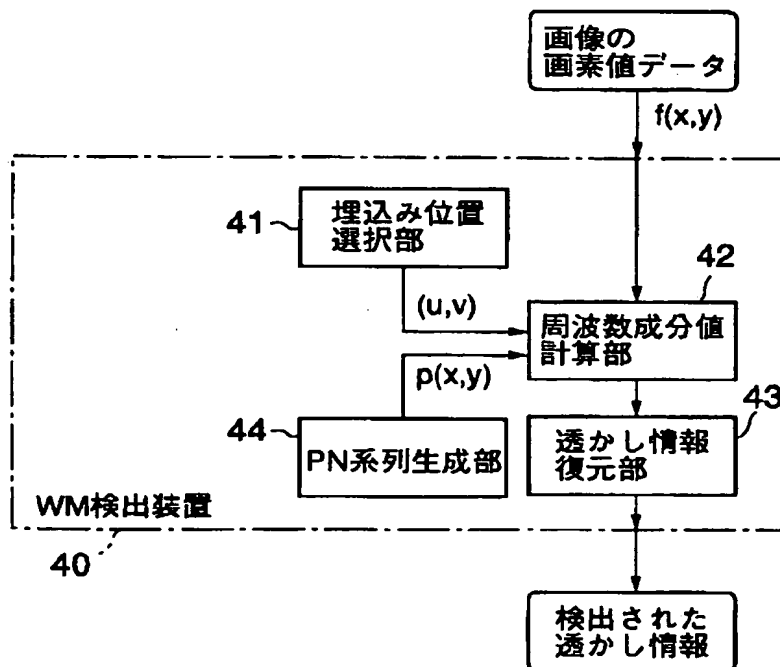 画像の
画素値データ
f(x,y)
41
埋込み位置
選択部
42
(u,v)
周波数成分値
計算部
p(x,y)
43
44
PN系列生成部
透かし情報
復元部
WM検出装置
40
検出された
透かし情報